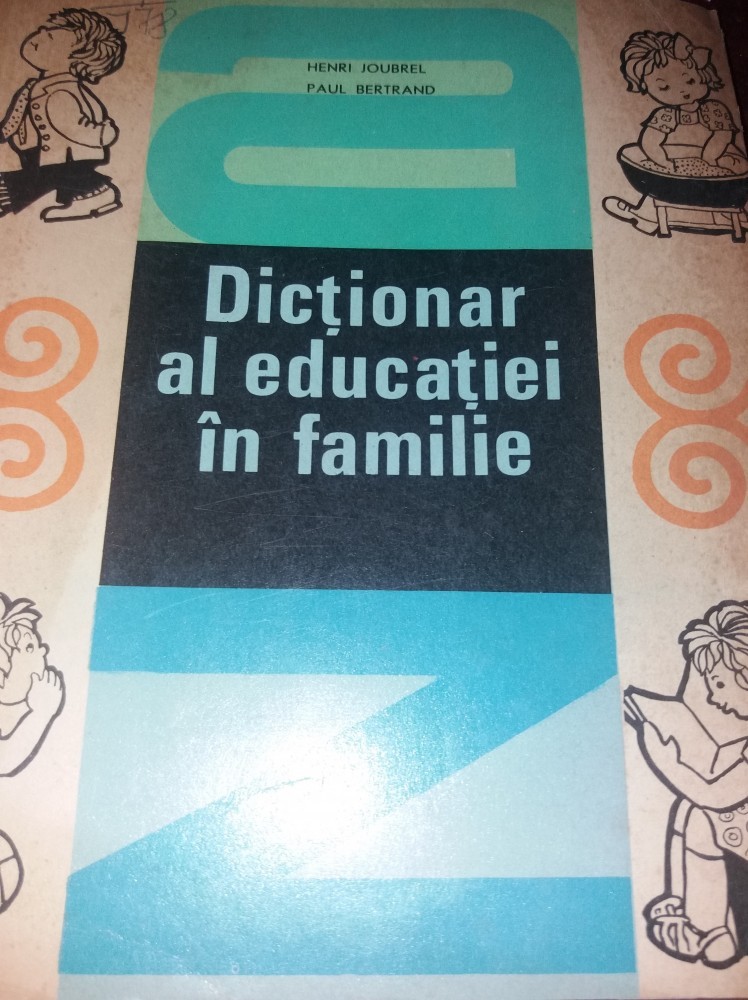 HENRI JOUBREL
PAUL BERTRAND
Dicționar
al educației
în familie